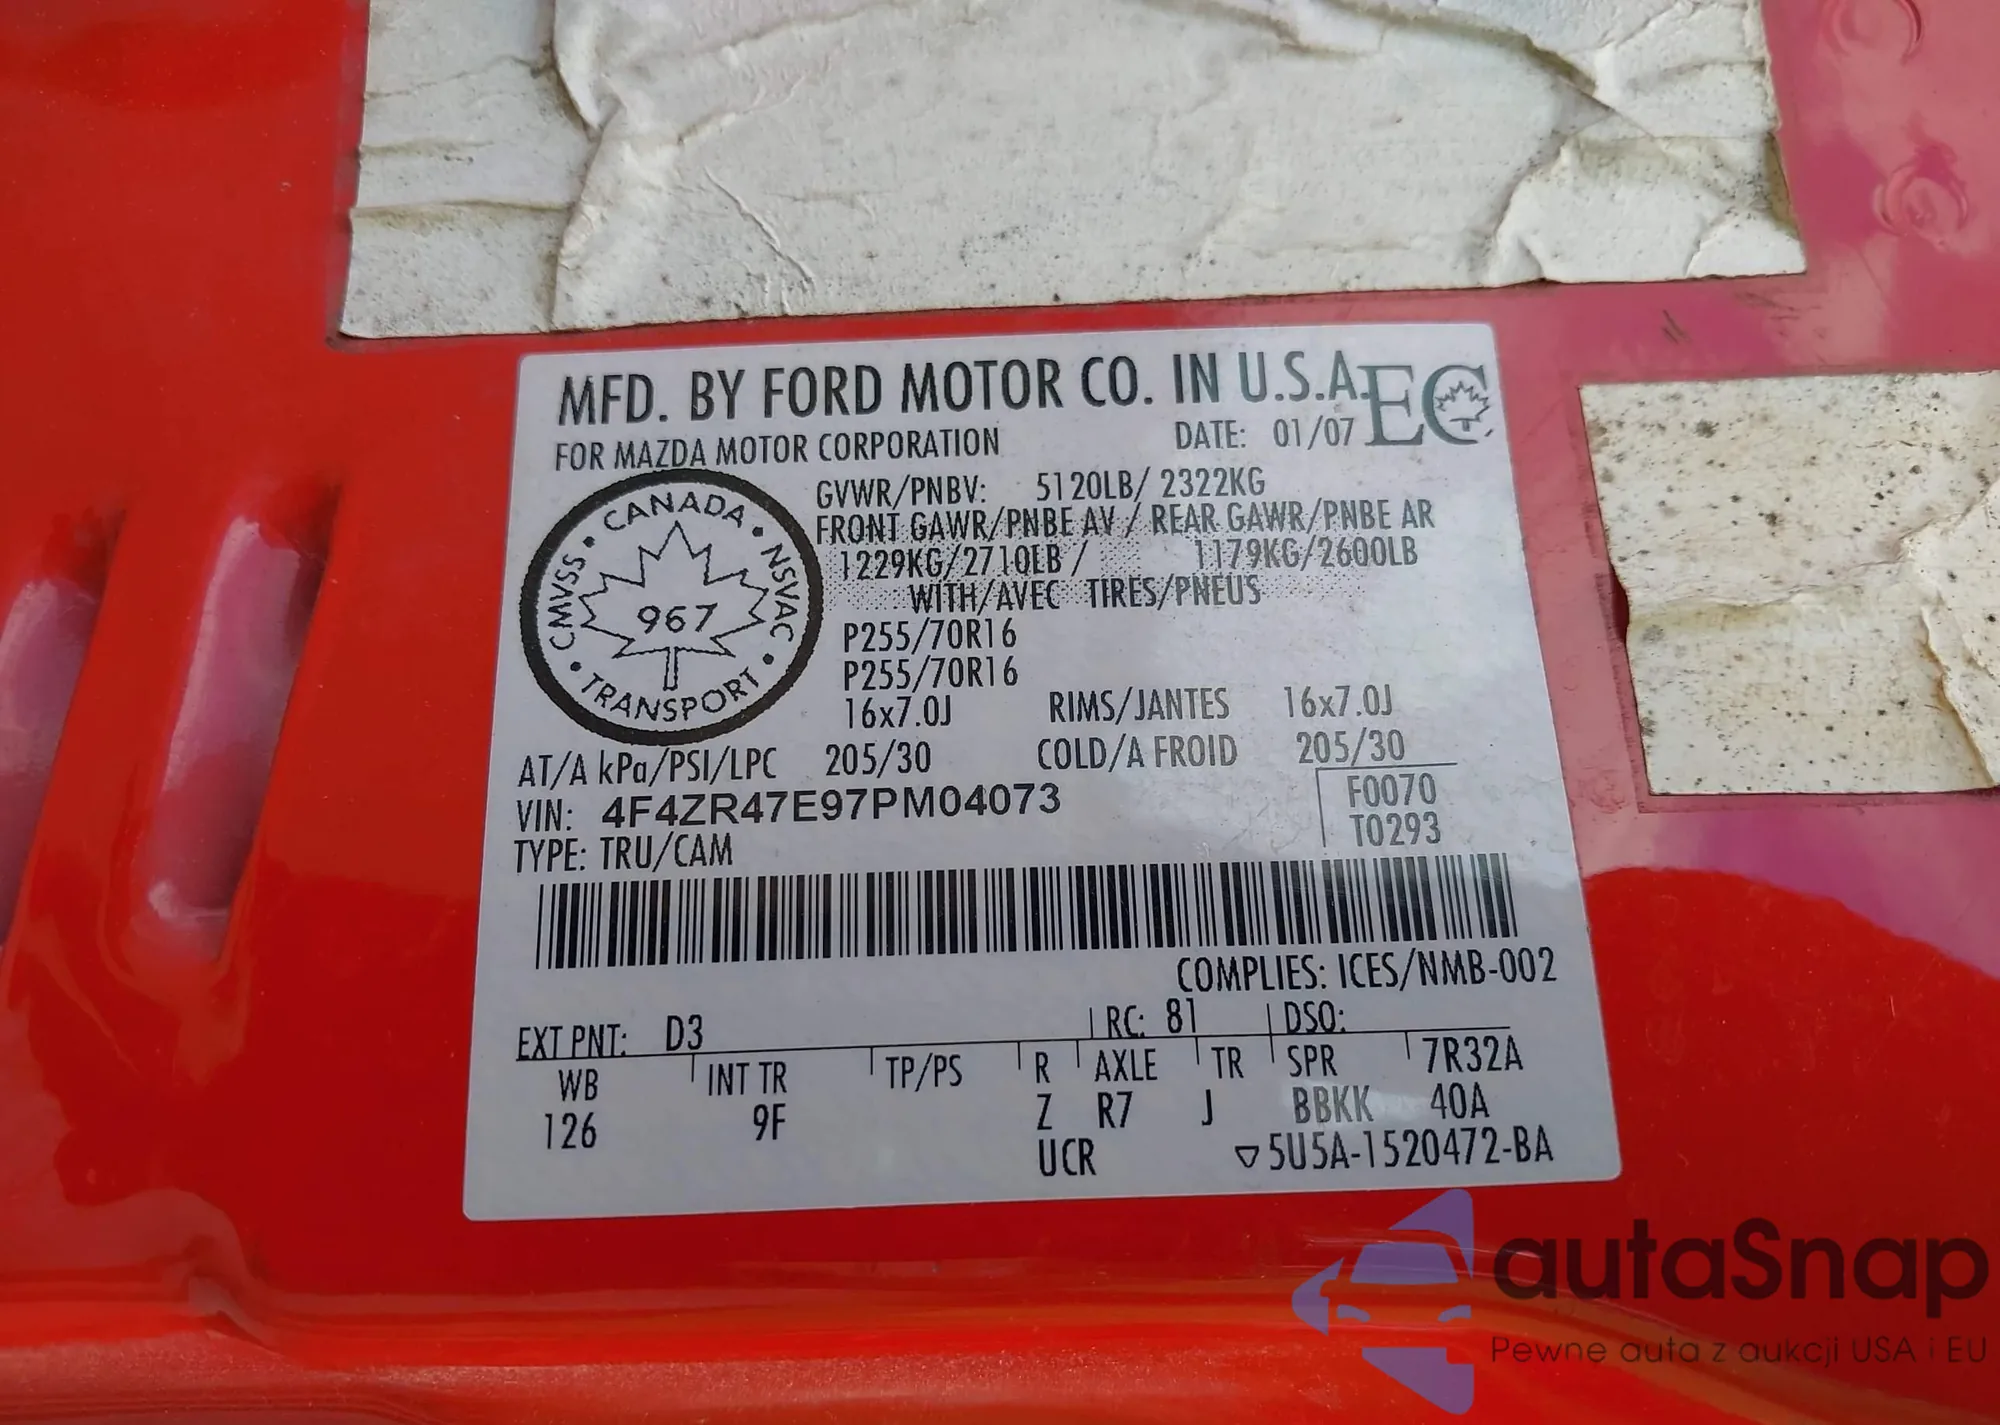 MFD. BY FORD MOTOR CO. IN U.S.A.
EC
FOR MAZDA MOTOR CORPORATION
DATE: 01/07
CANADA
CMVSS
NSVAC
967
TRANSPORT
GVWR/PNBV: 5120LB/ 2322KG
FRONT GAWR/PNBE AV / REAR GAWR/PNBE AR
1229KG/2710LB / 1179KG/2600LB
WITH/AVEC TIRES/PNEUS
P255/70R16
P255/70R16
16x7.0J RIMS/JANTES 16x7.0J
AT/A kPa/PSI/LPC 205/30 COLD/A FROID 205/30
VIN: 4F4ZR47E97PM04073 F0070
TYPE: TRU/CAM T0293
COMPLIES: ICES/NMB-002
EXT PNT: D3 RC: 81 DSO:
WB INT TR TP/PS R AXLE TR SPR 7R32A
126 9F Z R7 J BBKK 40A
UCR 5U5A-1520472-BA
autaSnap
Pewne auta z aukcji USA i EU